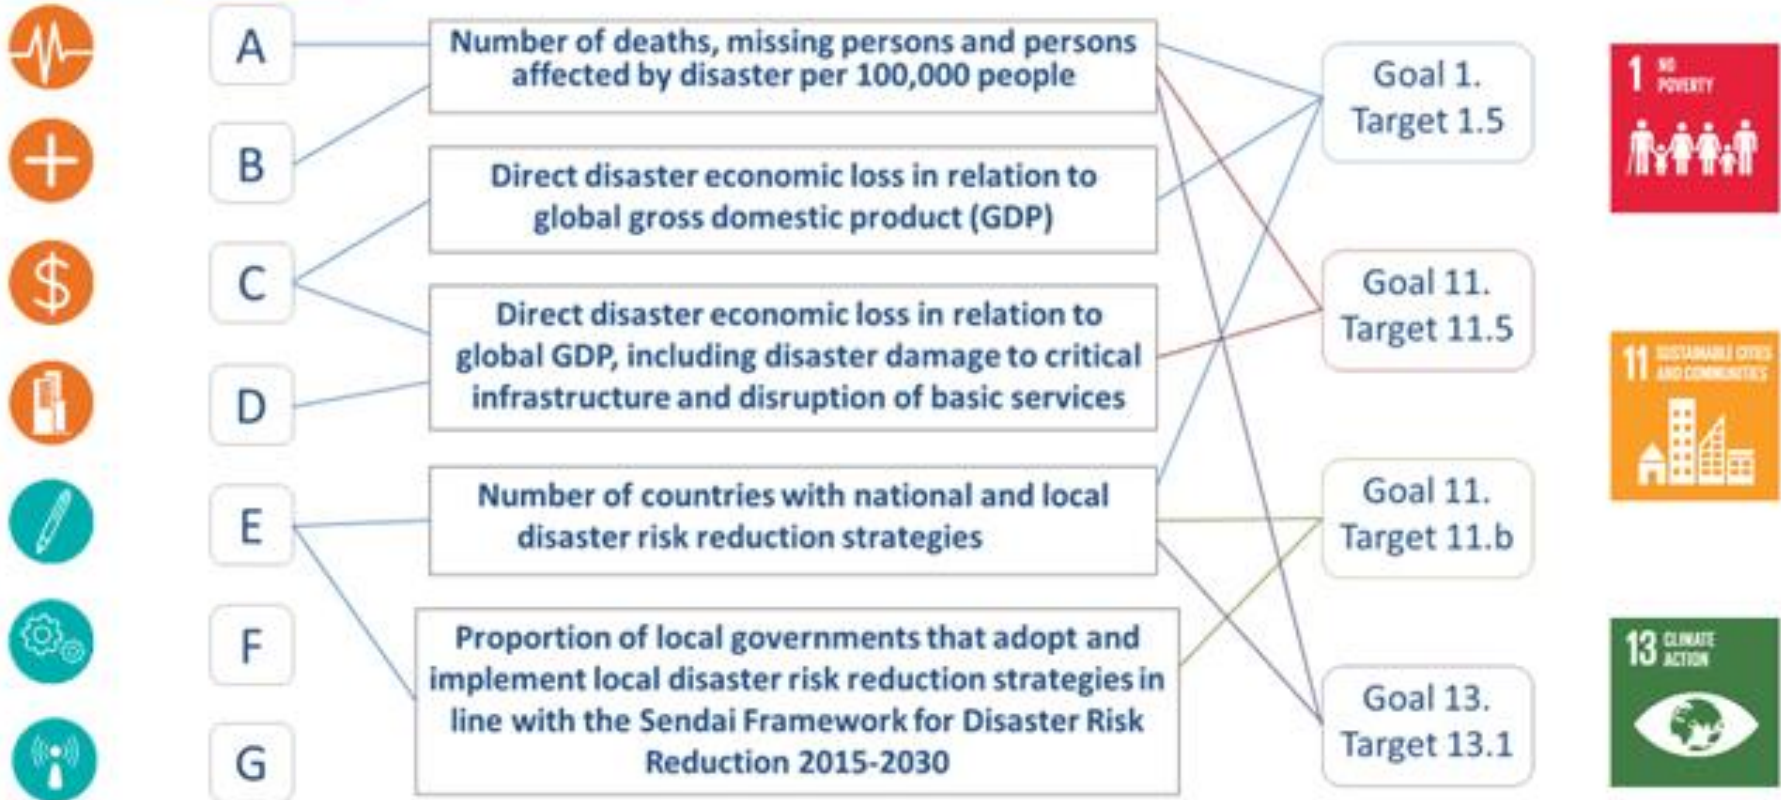 A
B
C
D
E
F
G
Number of deaths, missing persons and persons
affected by disaster per 100,000 people
Direct disaster economic loss in relation to
global gross domestic product (GDP)
Direct disaster economic loss in relation to
global GDP, including disaster damage to critical
infrastructure and disruption of basic services
Number of countries with national and local
disaster risk reduction strategies
Proportion of local governments that adopt and
implement local disaster risk reduction strategies in
line with the Sendai Framework for Disaster Risk
Reduction 2015-2030
Goal 1.
Target 1.5
Goal 11.
Target 11.5
Goal 11.
Target 11.b
Goal 13.
Target 13.1
1 NO
POVERTY
11 SUSTAINABLE CITIES
AND COMMUNITIES
13 CLIMATE
ACTION